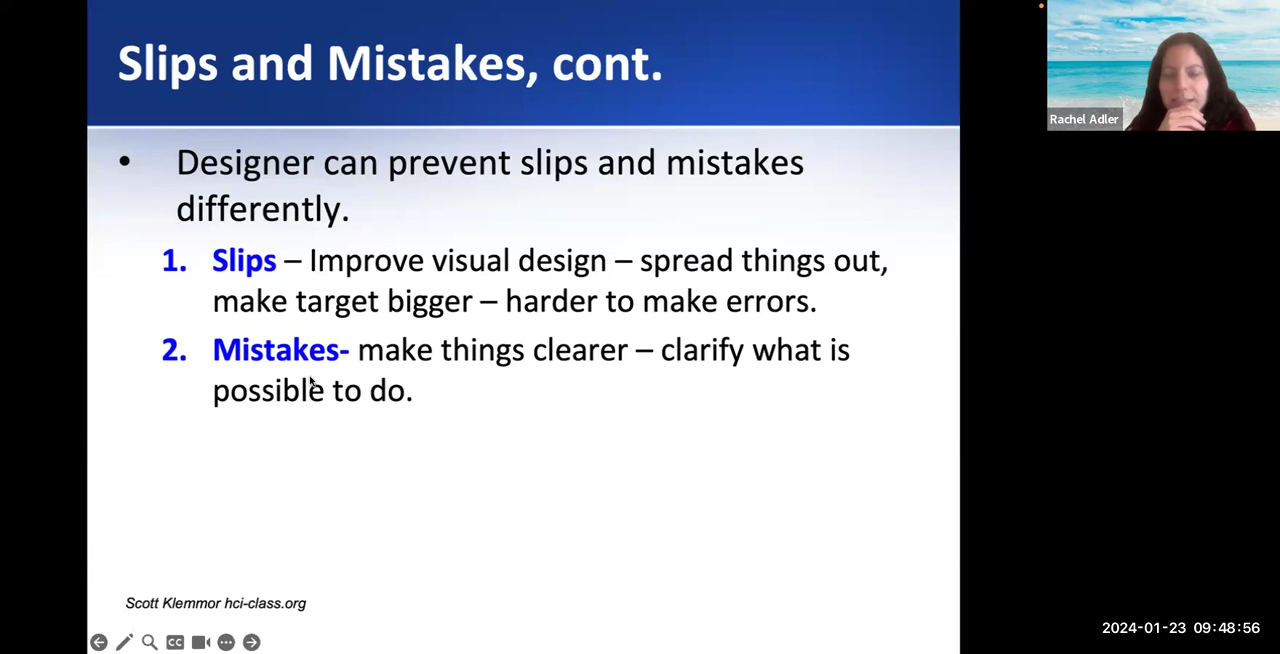 Slips and Mistakes, cont.
• Designer can prevent slips and mistakes
differently.
1. Slips – Improve visual design – spread things out,
make target bigger – harder to make errors.
2. Mistakes- make things clearer – clarify what is
possible to do.
Scott Klemmor hci-class.org
CC
Rachel Adler
2024-01-23 09:48:56